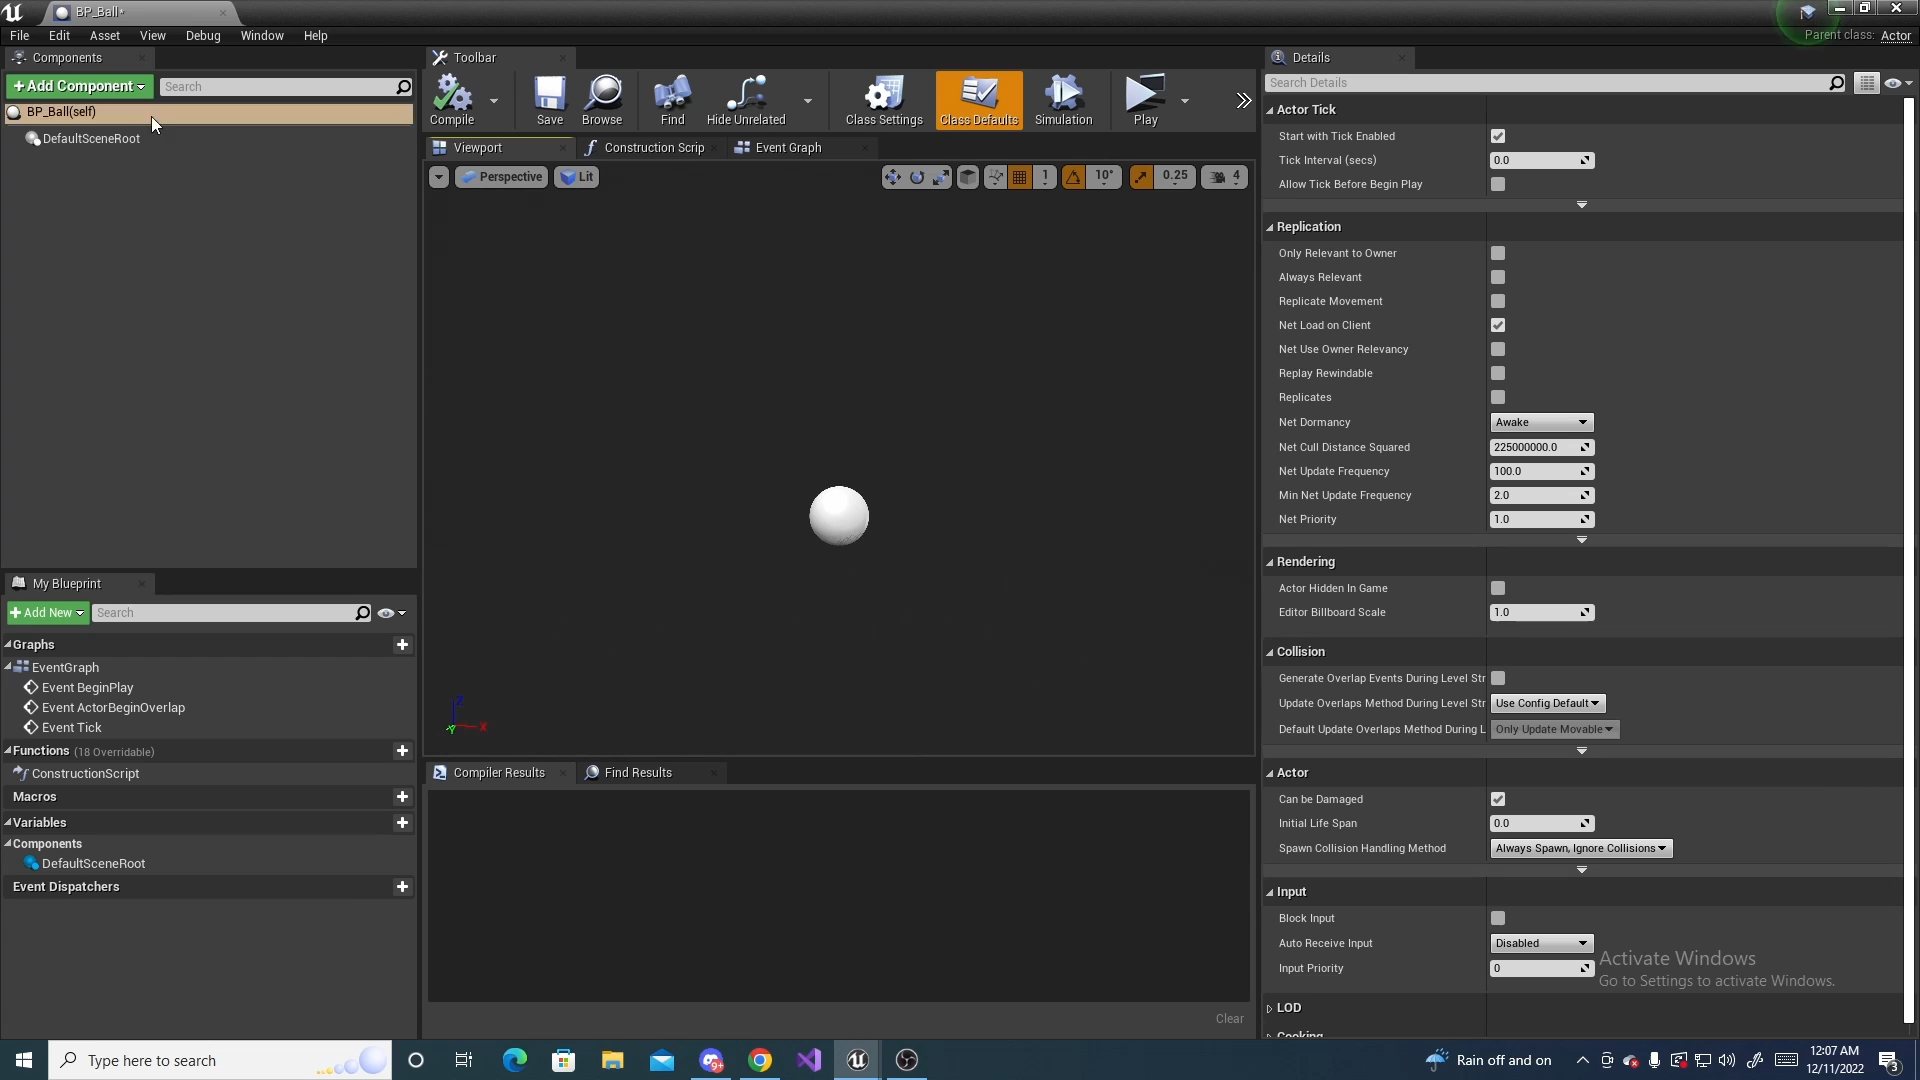 BP_Ball*
File Edit Asset View Debug Window Help
Parent class: Actor
Components
+Add Component
Search
BP_Ball(self)
DefaultSceneRoot
My Blueprint
+Add New
Search
Graphs
EventGraph
Event BeginPlay
Event ActorBeginOverlap
Event Tick
Functions (18 Overridable)
ConstructionScript
Macros
Variables
Components
DefaultSceneRoot
Event Dispatchers
Toolbar
Compile Save Browse Find Hide Unrelated Class Settings Class Defaults Simulation Play
Viewport Construction Scrip Event Graph
Perspective Lit 1 10° 0.25 4
Z
X
Y
Compiler Results Find Results
Clear
Details
Search Details
Actor Tick
Start with Tick Enabled
Tick Interval (secs) 0.0
Allow Tick Before Begin Play
Replication
Only Relevant to Owner
Always Relevant
Replicate Movement
Net Load on Client
Net Use Owner Relevancy
Replay Rewindable
Replicates
Net Dormancy Awake
Net Cull Distance Squared 225000000.0
Net Update Frequency 100.0
Min Net Update Frequency 2.0
Net Priority 1.0
Rendering
Actor Hidden In Game
Editor Billboard Scale 1.0
Collision
Generate Overlap Events During Level Str
Update Overlaps Method During Level Str Use Config Default
Default Update Overlaps Method During L Only Update Movable
Actor
Can be Damaged
Initial Life Span 0.0
Spawn Collision Handling Method Always Spawn, Ignore Collisions
Input
Block Input
Auto Receive Input Disabled
Input Priority 0
LOD
Cooking
Activate Windows
Go to Settings to activate Windows.
Type here to search
9+
Rain off and on
12:07 AM
12/11/2022
3